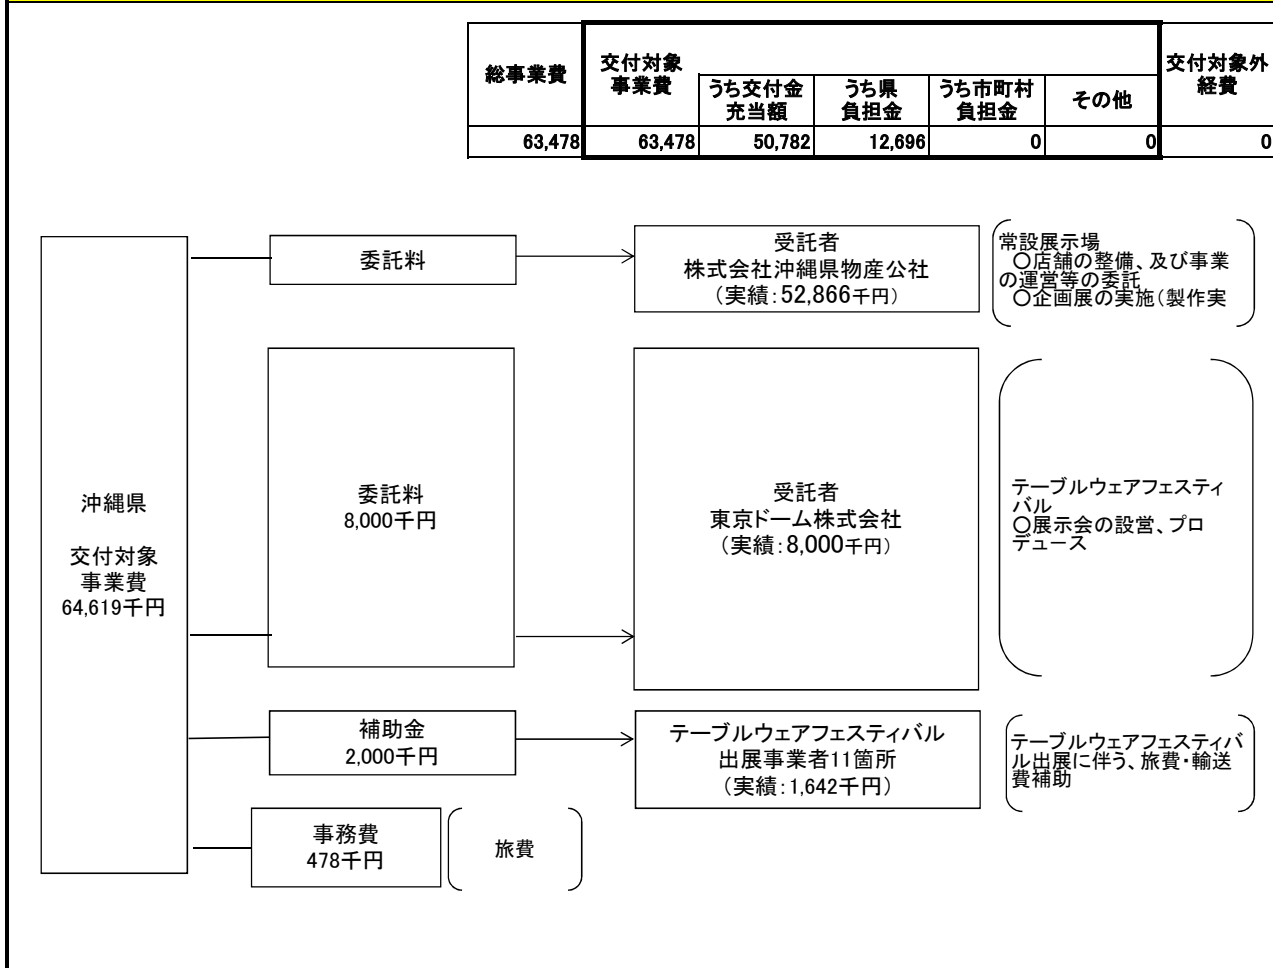 総事業費
交付対象
事業費
うち交付金
充当額
うち県
負担金
うち市町村
負担金
その他
交付対象外
経費
63,478 63,478 50,782 12,696 0 0 0
沖縄県
交付対象
事業費
64,619千円
委託料
受託者
株式会社沖縄県物産公社
（実績：52,866千円）
常設展示場
○店舗の整備、及び事業
の運営等の委託
○企画展の実施（製作実
委託料
8,000千円
受託者
東京ドーム株式会社
（実績：8,000千円）
テーブルウェアフェスティ
バル
○展示会の設営、プロ
デュース
補助金
2,000千円
テーブルウェアフェスティバル
出展事業者11箇所
（実績：1,642千円）
テーブルウェアフェスティバ
ル出展に伴う、旅費・輸送
費補助
事務費
478千円
旅費